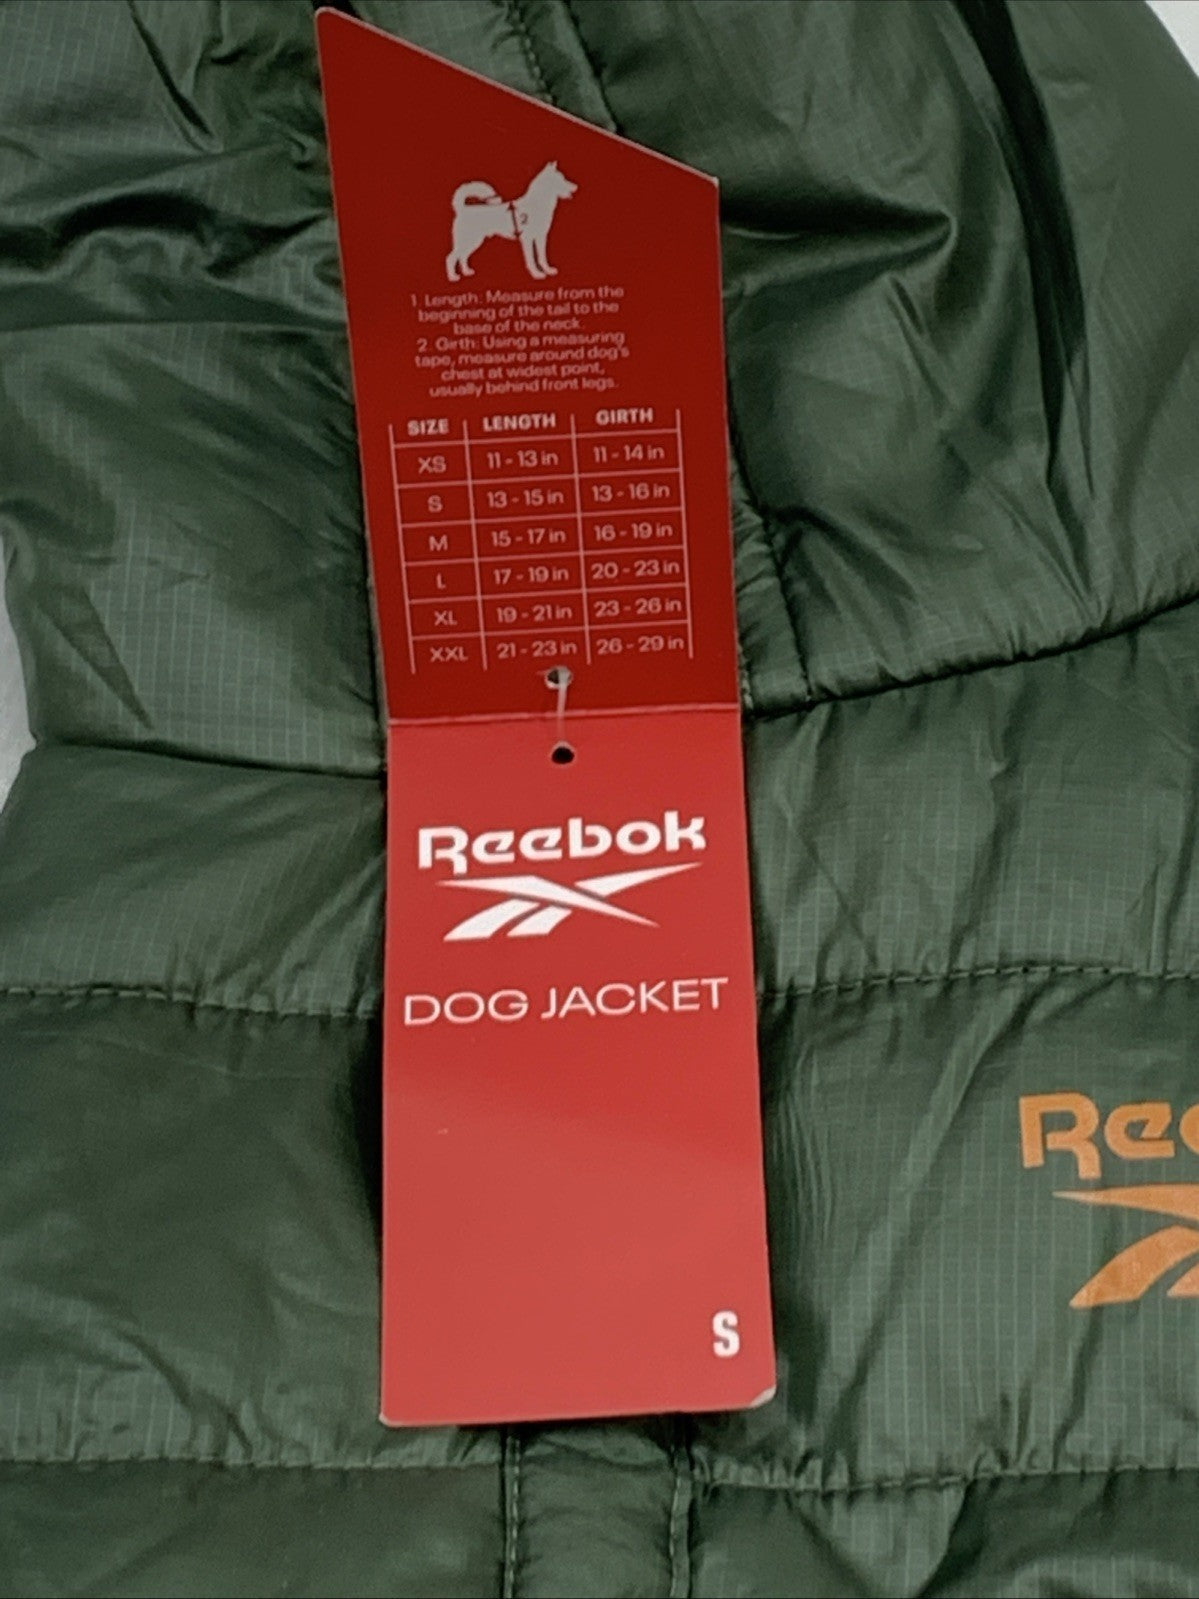 2
1. Length: Measure from the
beginning of the tail to the
base of the neck.
2. Girth: Using a measuring
tape, measure around dog's
chest at widest point,
usually behind front legs.
SIZE LENGTH GIRTH
XS 11 - 13 in 11 - 14 in
S 13 - 15 in 13 - 16 in
M 15 - 17 in 16 - 19 in
L 17 - 19 in 20 - 23 in
XL 19 - 21 in 23 - 26 in
XXL 21 - 23 in 26 - 29 in
Reebok
DOG JACKET
Ree
S